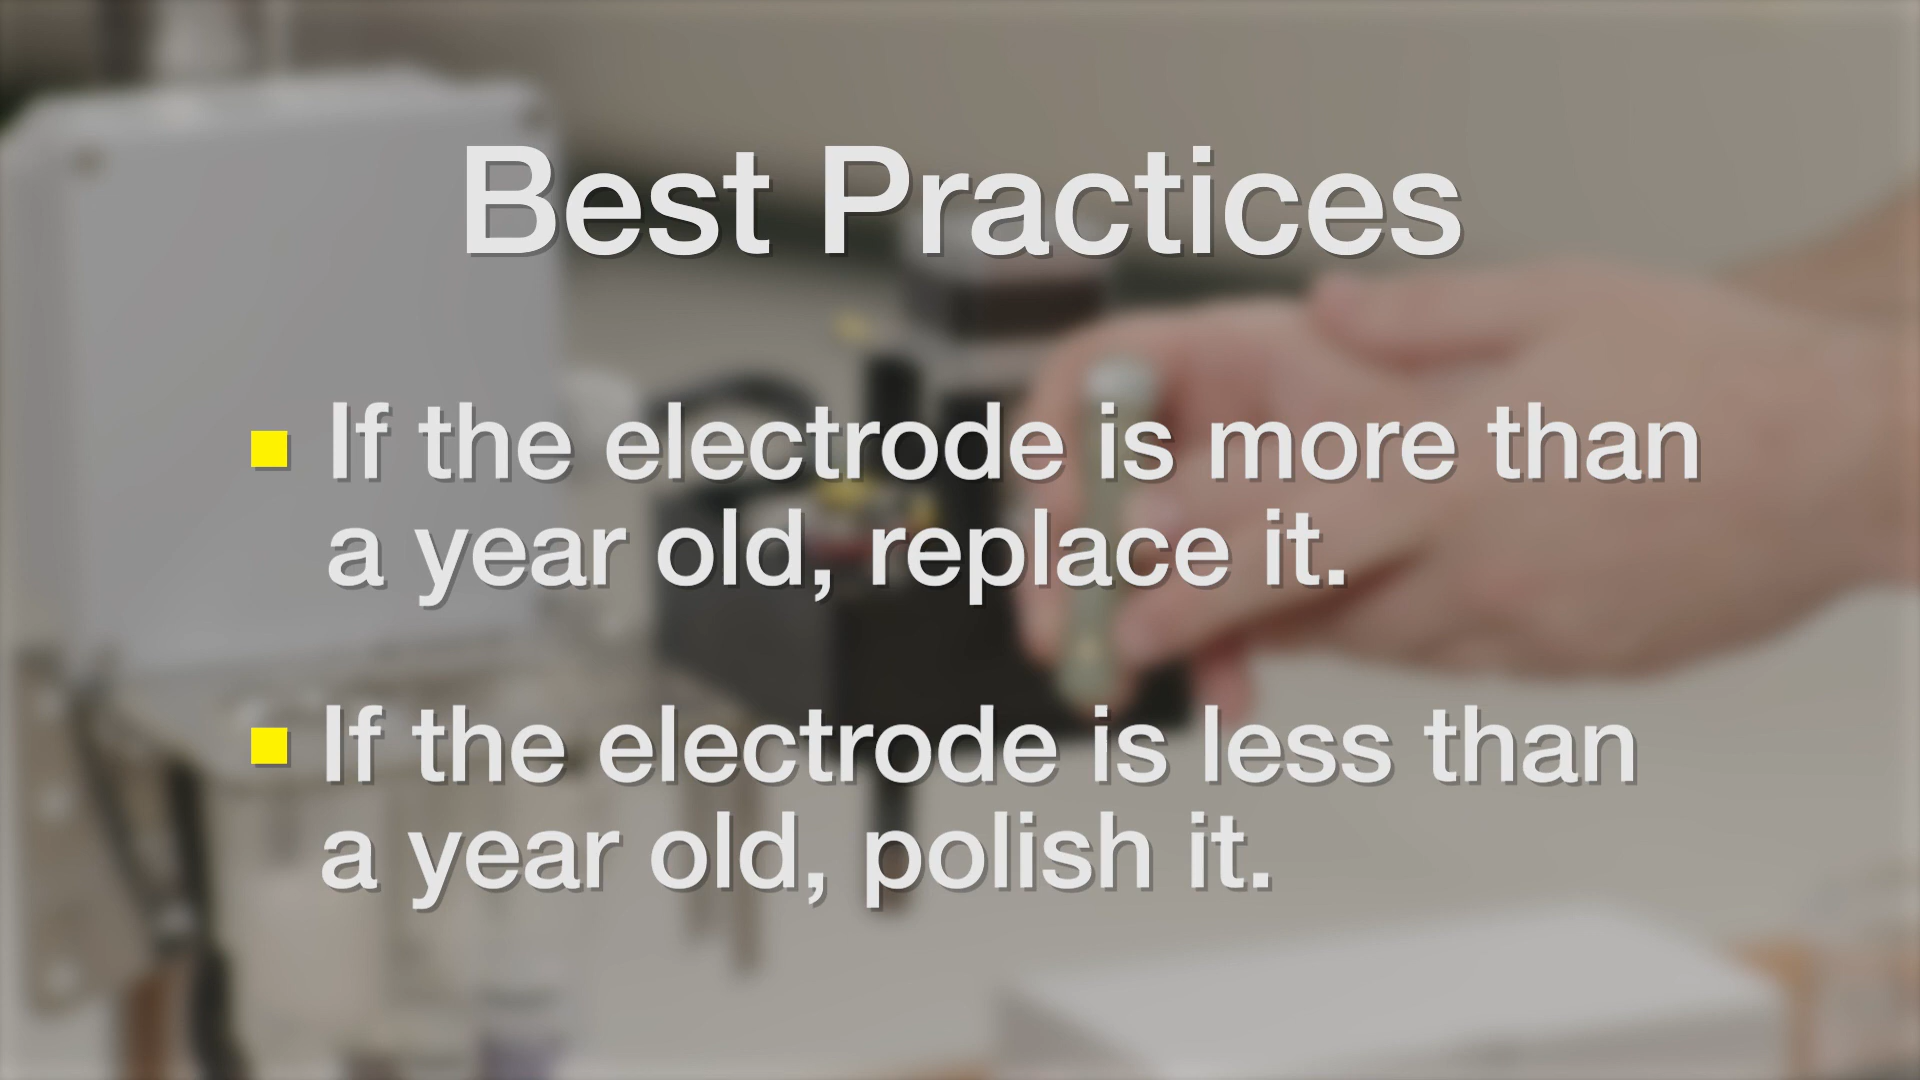 Best Practices
If the electrode is more than
a year old, replace it.
If the electrode is less than
a year old, polish it.